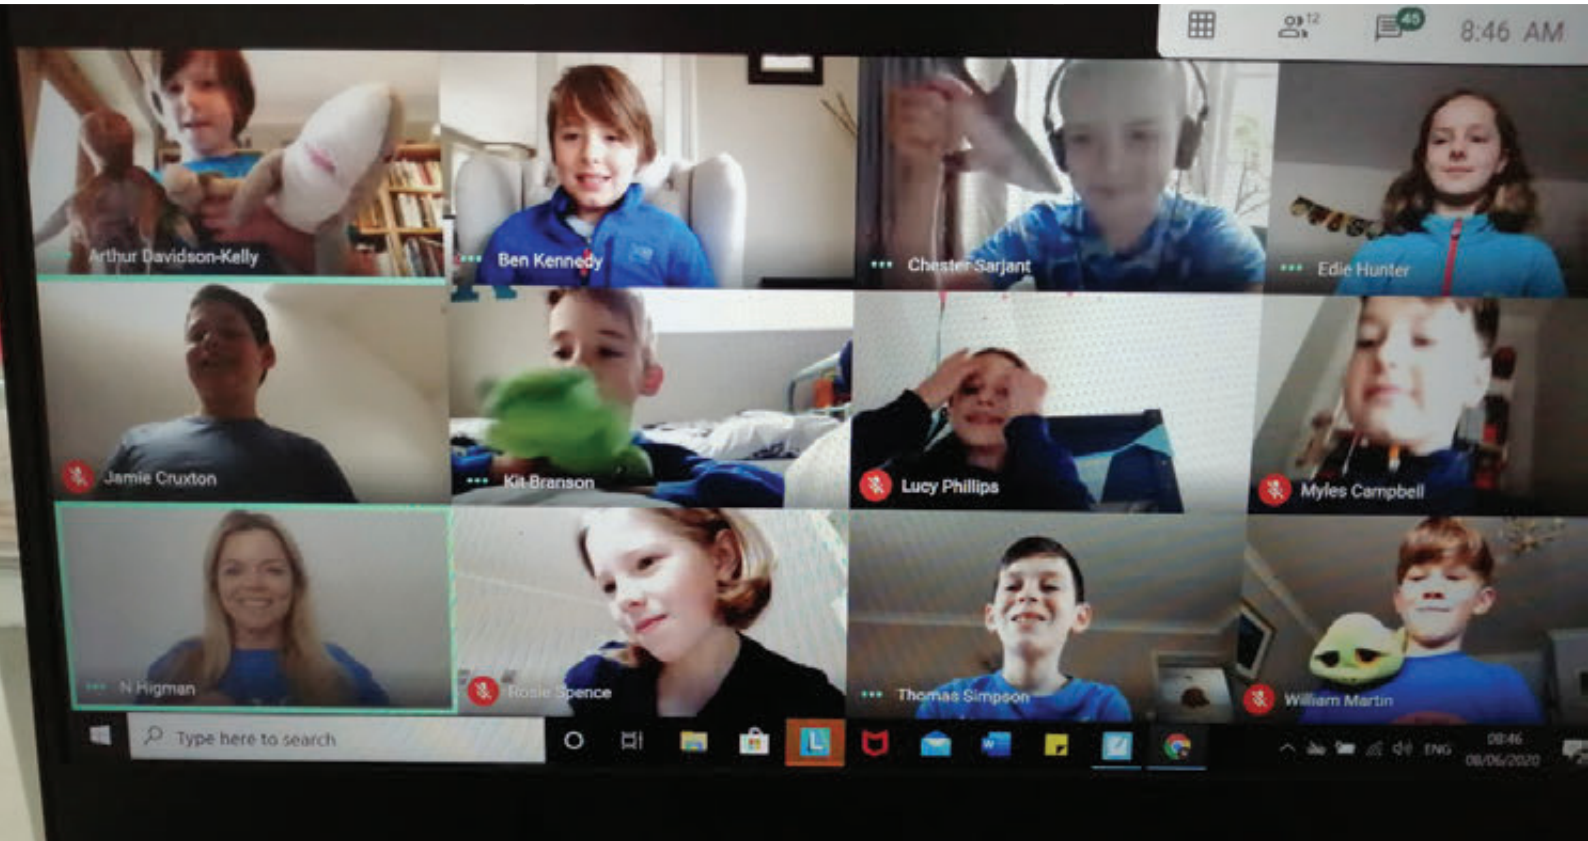 12
45
8:46 AM
Arthur Davidson-Kelly
Ben Kennedy
Chester Sarjant
Edie Hunter
Jamie Cruxton
Kit Branson
Lucy Phillips
Myles Campbell
N Higman
Rosie Spence
Thomas Simpson
William Martin
Type here to search
L
W
ENG
08:46
08/06/2020